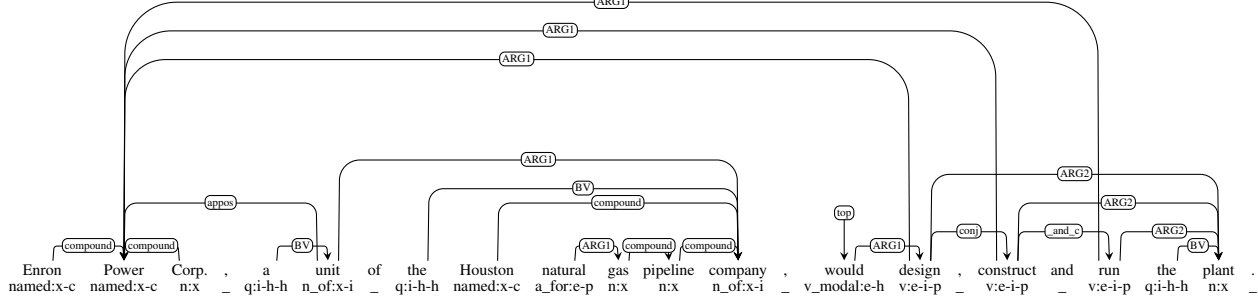 ARG1
ARG1
ARG1
ARG1
BV ARG2
appos compound ARG2
top
conj _and_c ARG2
compound compound BV ARG1 compound compound ARG1 BV
Enron Power Corp. , a unit of the Houston natural gas pipeline company , would design , construct and run the plant .
named:x-c named:x-c n:x _ q:i-h-h n_of:x-i _ q:i-h-h named:x-c a_for:e-p n:x n:x n_of:x-i _ v_modal:e-h v:e-i-p _ v:e-i-p _ v:e-i-p q:i-h-h n:x _